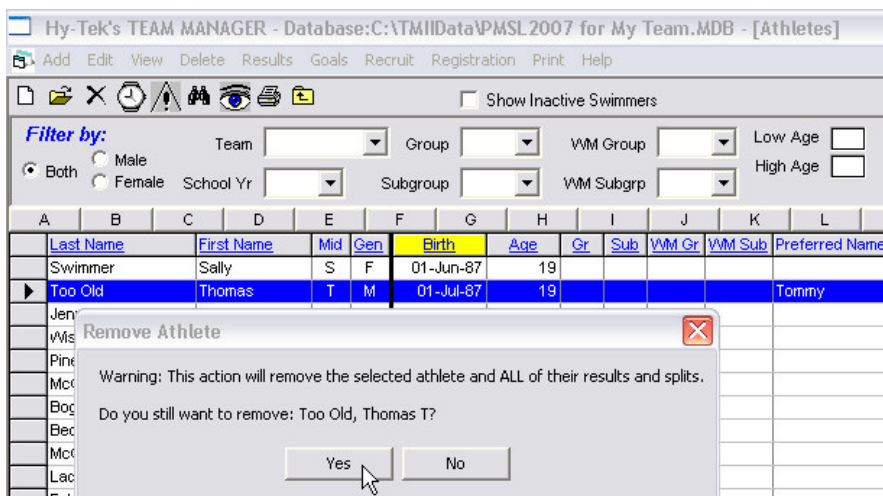 Hy-Tek's TEAM MANAGER - Database:C:\TMIIData\PMSL2007 for My Team.MDB - [Athletes]
Add Edit View Delete Results Goals Recruit Registration Print Help
Show Inactive Swimmers
Filter by:
Both Male Female
Team Group WM Group Low Age
School Yr Subgroup WM Subgrp High Age
A B C D E F G H I J K L
Last Name First Name Mid Gen Birth Age Gr Sub WM Gr WM Sub Preferred Name
Swimmer Sally S F 01-Jun-87 19
Too Old Thomas T M 01-Jul-87 19 Tommy
Remove Athlete
Warning: This action will remove the selected athlete and ALL of their results and splits.
Do you still want to remove: Too Old, Thomas T?
Yes No